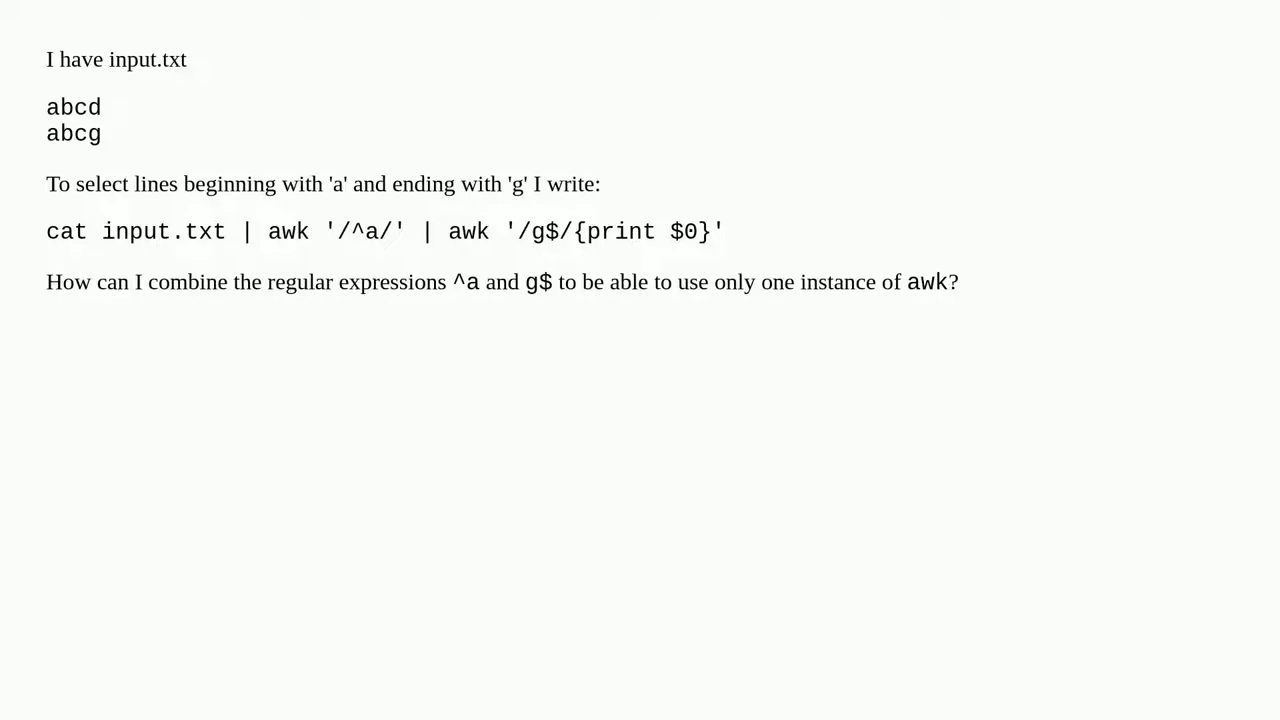 I have input.txt
abcd
abcg
To select lines beginning with 'a' and ending with 'g' I write:
cat input.txt | awk '/^a/' | awk '/g$/{print $0}'
How can I combine the regular expressions ^a and g$ to be able to use only one instance of awk?